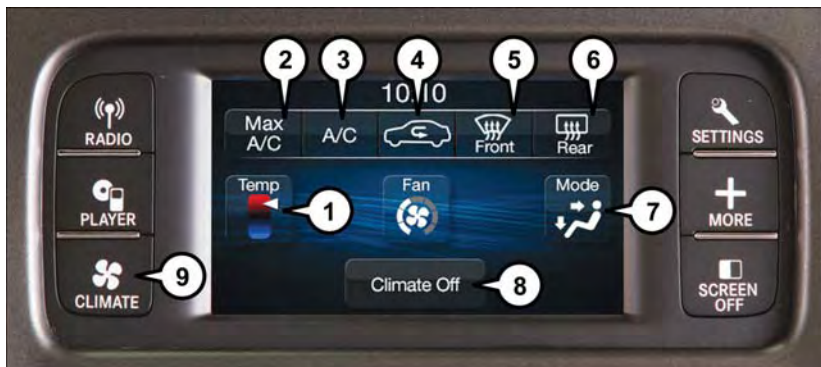 2
3
4
5
6
10:10
RADIO
Max
A/C
A/C
Front
Rear
SETTINGS
PLAYER
Temp
1
Fan
Mode
7
MORE
CLIMATE
9
Climate Off
8
SCREEN
OFF